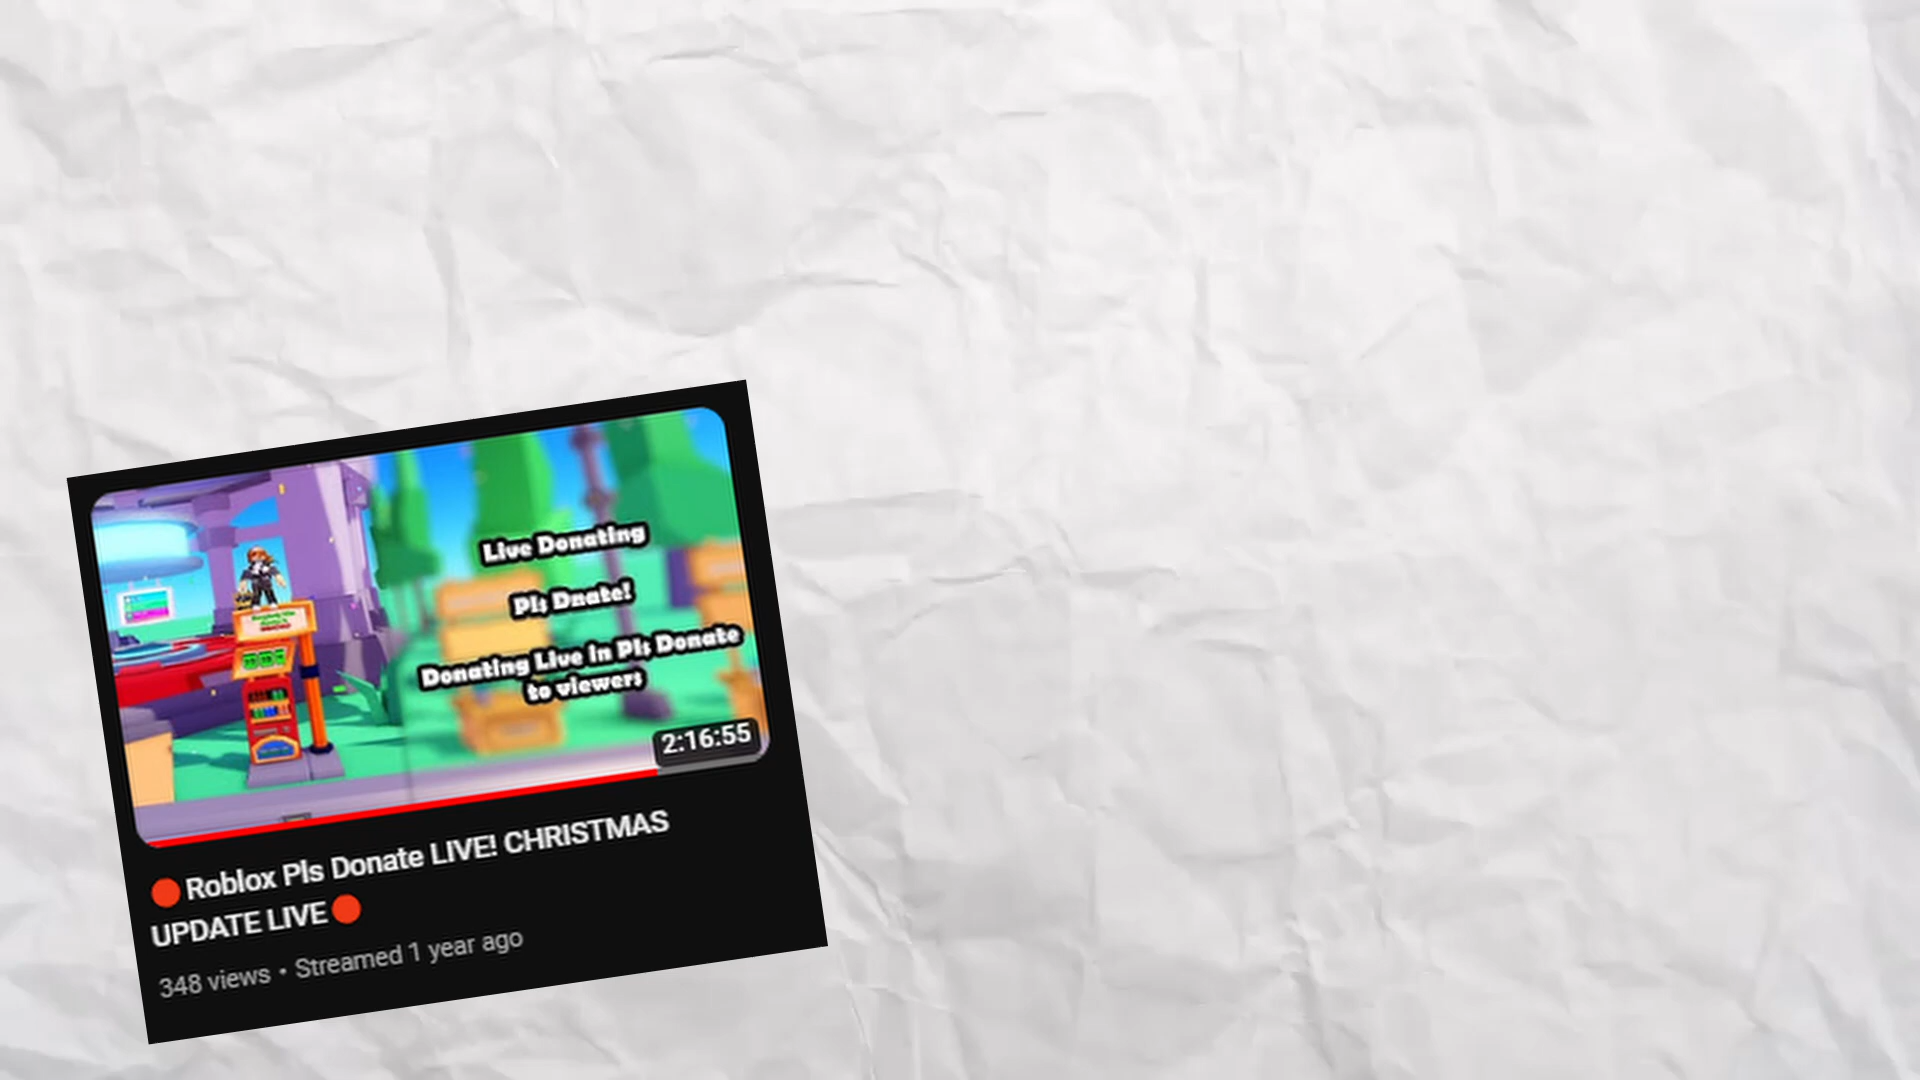 Live Donating
Pls Dnate!
Donating Live in Pls Donate
to viewers
2:16:55
🔴 Roblox Pls Donate LIVE! CHRISTMAS
UPDATE LIVE 🔴
348 views • Streamed 1 year ago